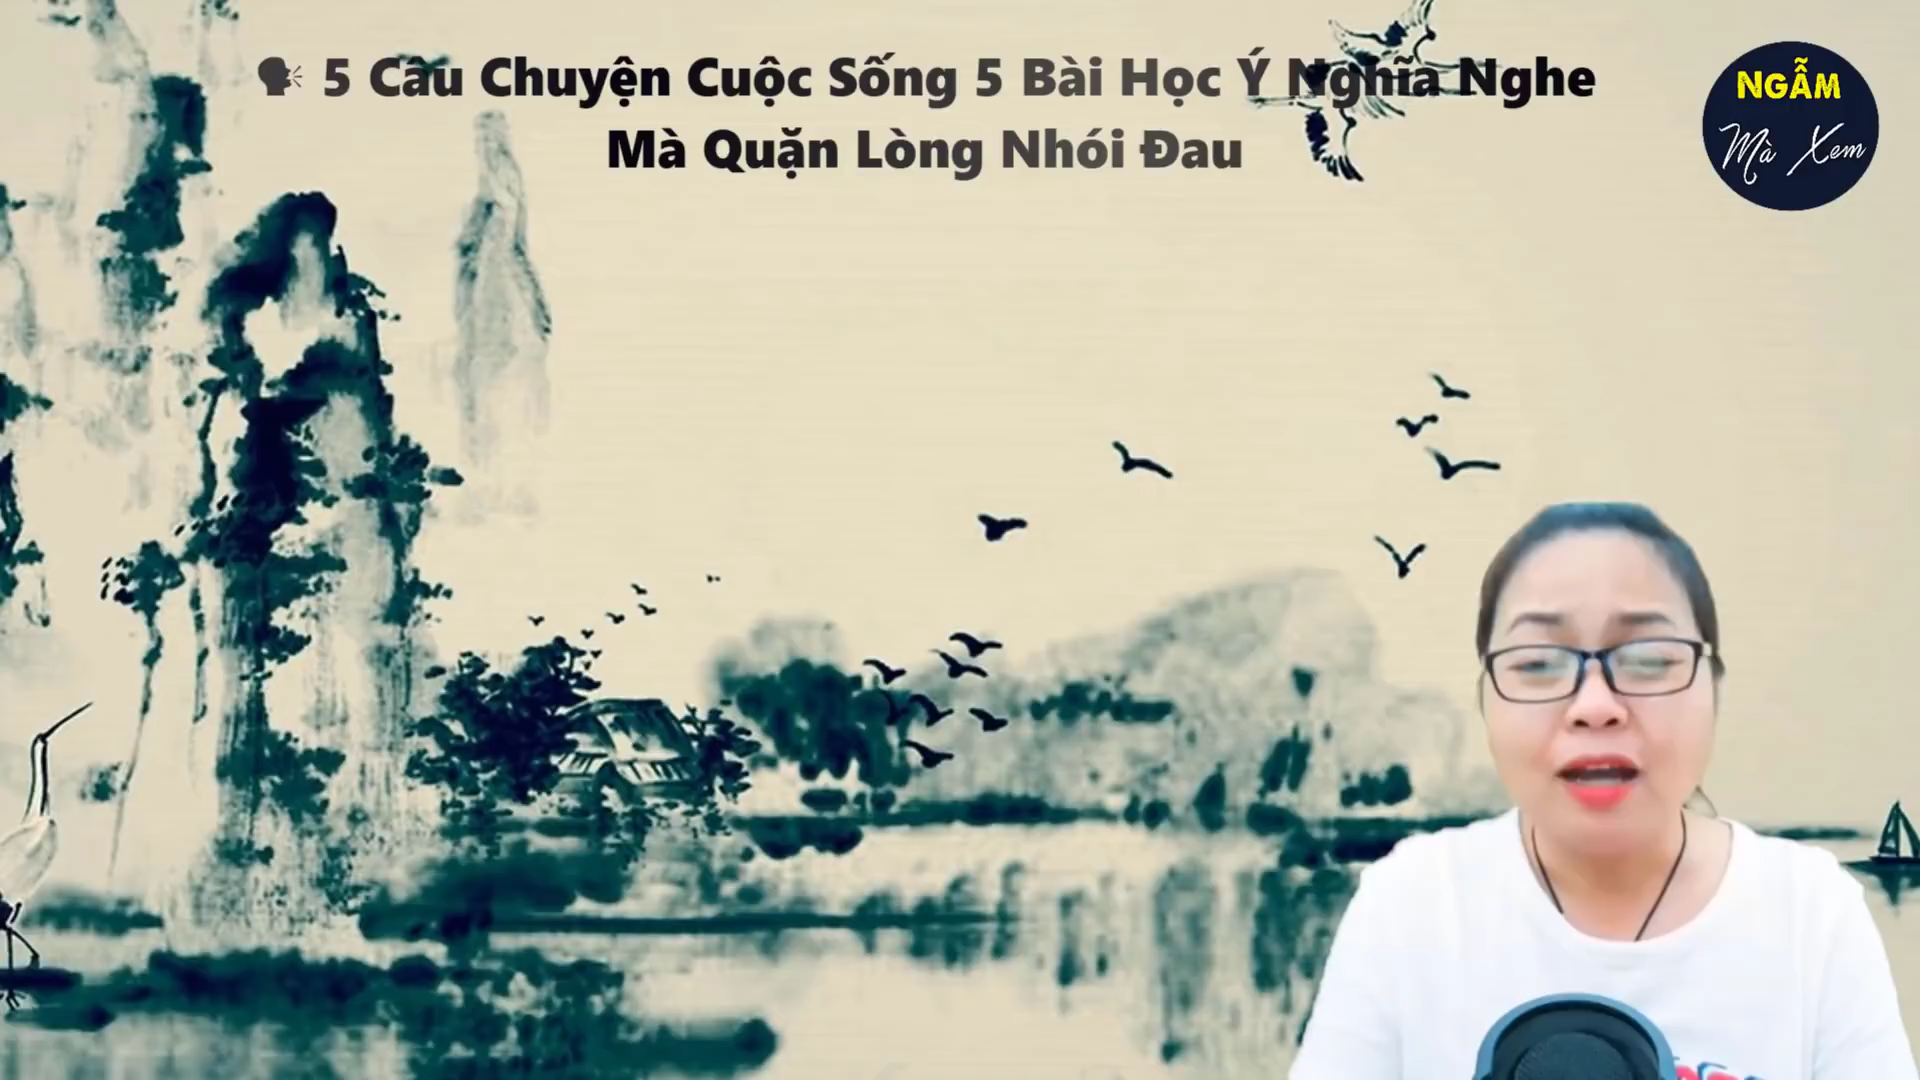 5 Câu Chuyện Cuộc Sống 5 Bài Học Ý Nghĩa Nghe
Mà Quặn Lòng Nhói Đau
NGẪM
Mà Xem